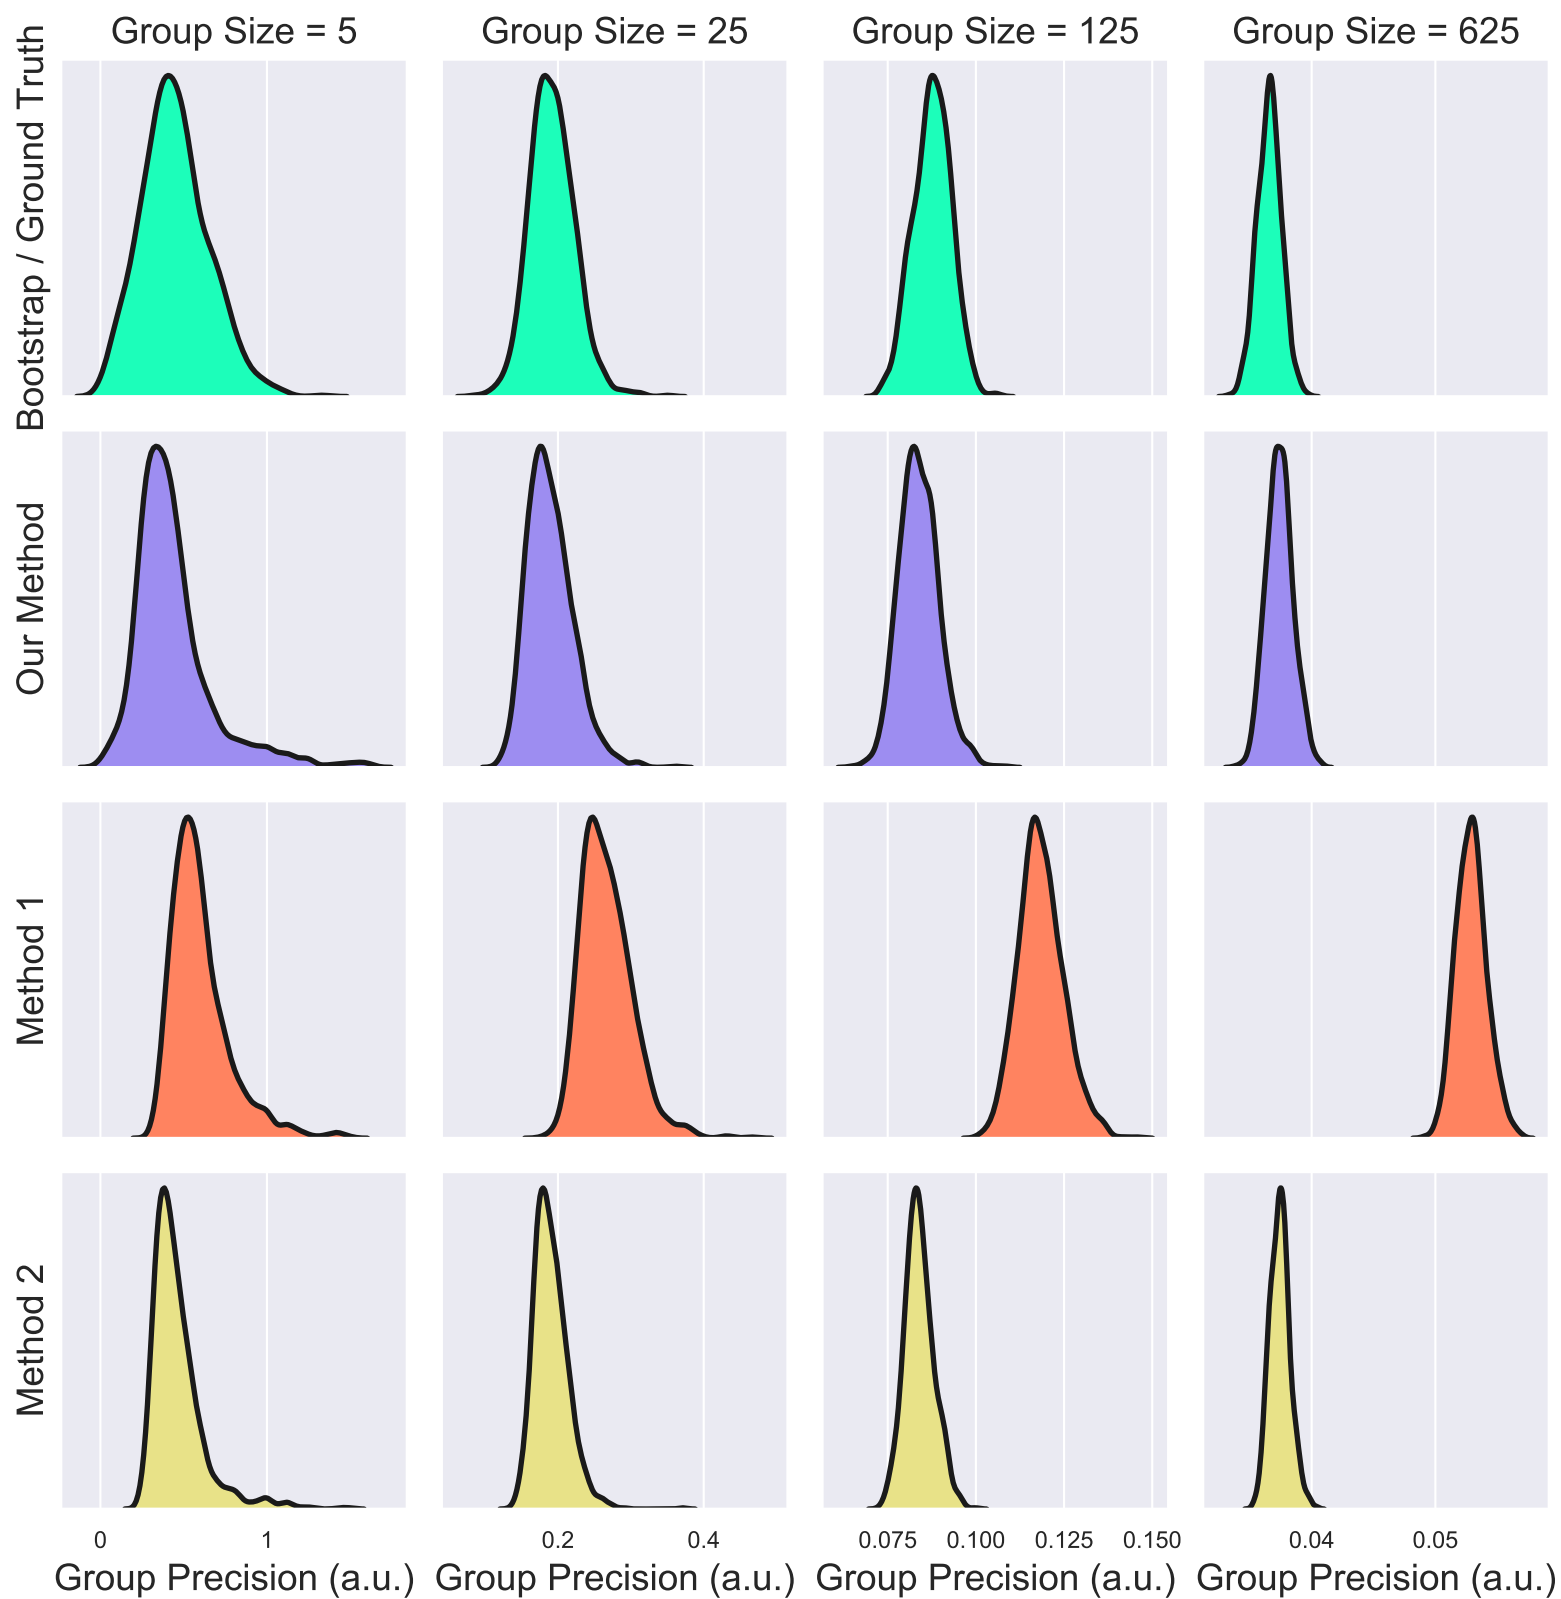 Group Size = 5
Group Size = 25
Group Size = 125
Group Size = 625
Bootstrap / Ground Truth
Our Method
Method 1
Method 2
0 1
0.2 0.4
0.075 0.100 0.125 0.150
0.04 0.05
Group Precision (a.u.)
Group Precision (a.u.)
Group Precision (a.u.)
Group Precision (a.u.)